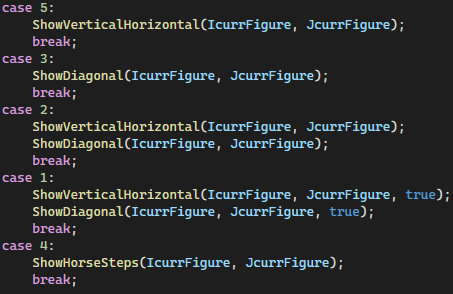 case 5:
    ShowVerticalHorizontal(IcurrFigure, JcurrFigure);
    break;
case 3:
    ShowDiagonal(IcurrFigure, JcurrFigure);
    break;
case 2:
    ShowVerticalHorizontal(IcurrFigure, JcurrFigure);
    ShowDiagonal(IcurrFigure, JcurrFigure);
    break;
case 1:
    ShowVerticalHorizontal(IcurrFigure, JcurrFigure, true);
    ShowDiagonal(IcurrFigure, JcurrFigure, true);
    break;
case 4:
    ShowHorseSteps(IcurrFigure, JcurrFigure);
    break;